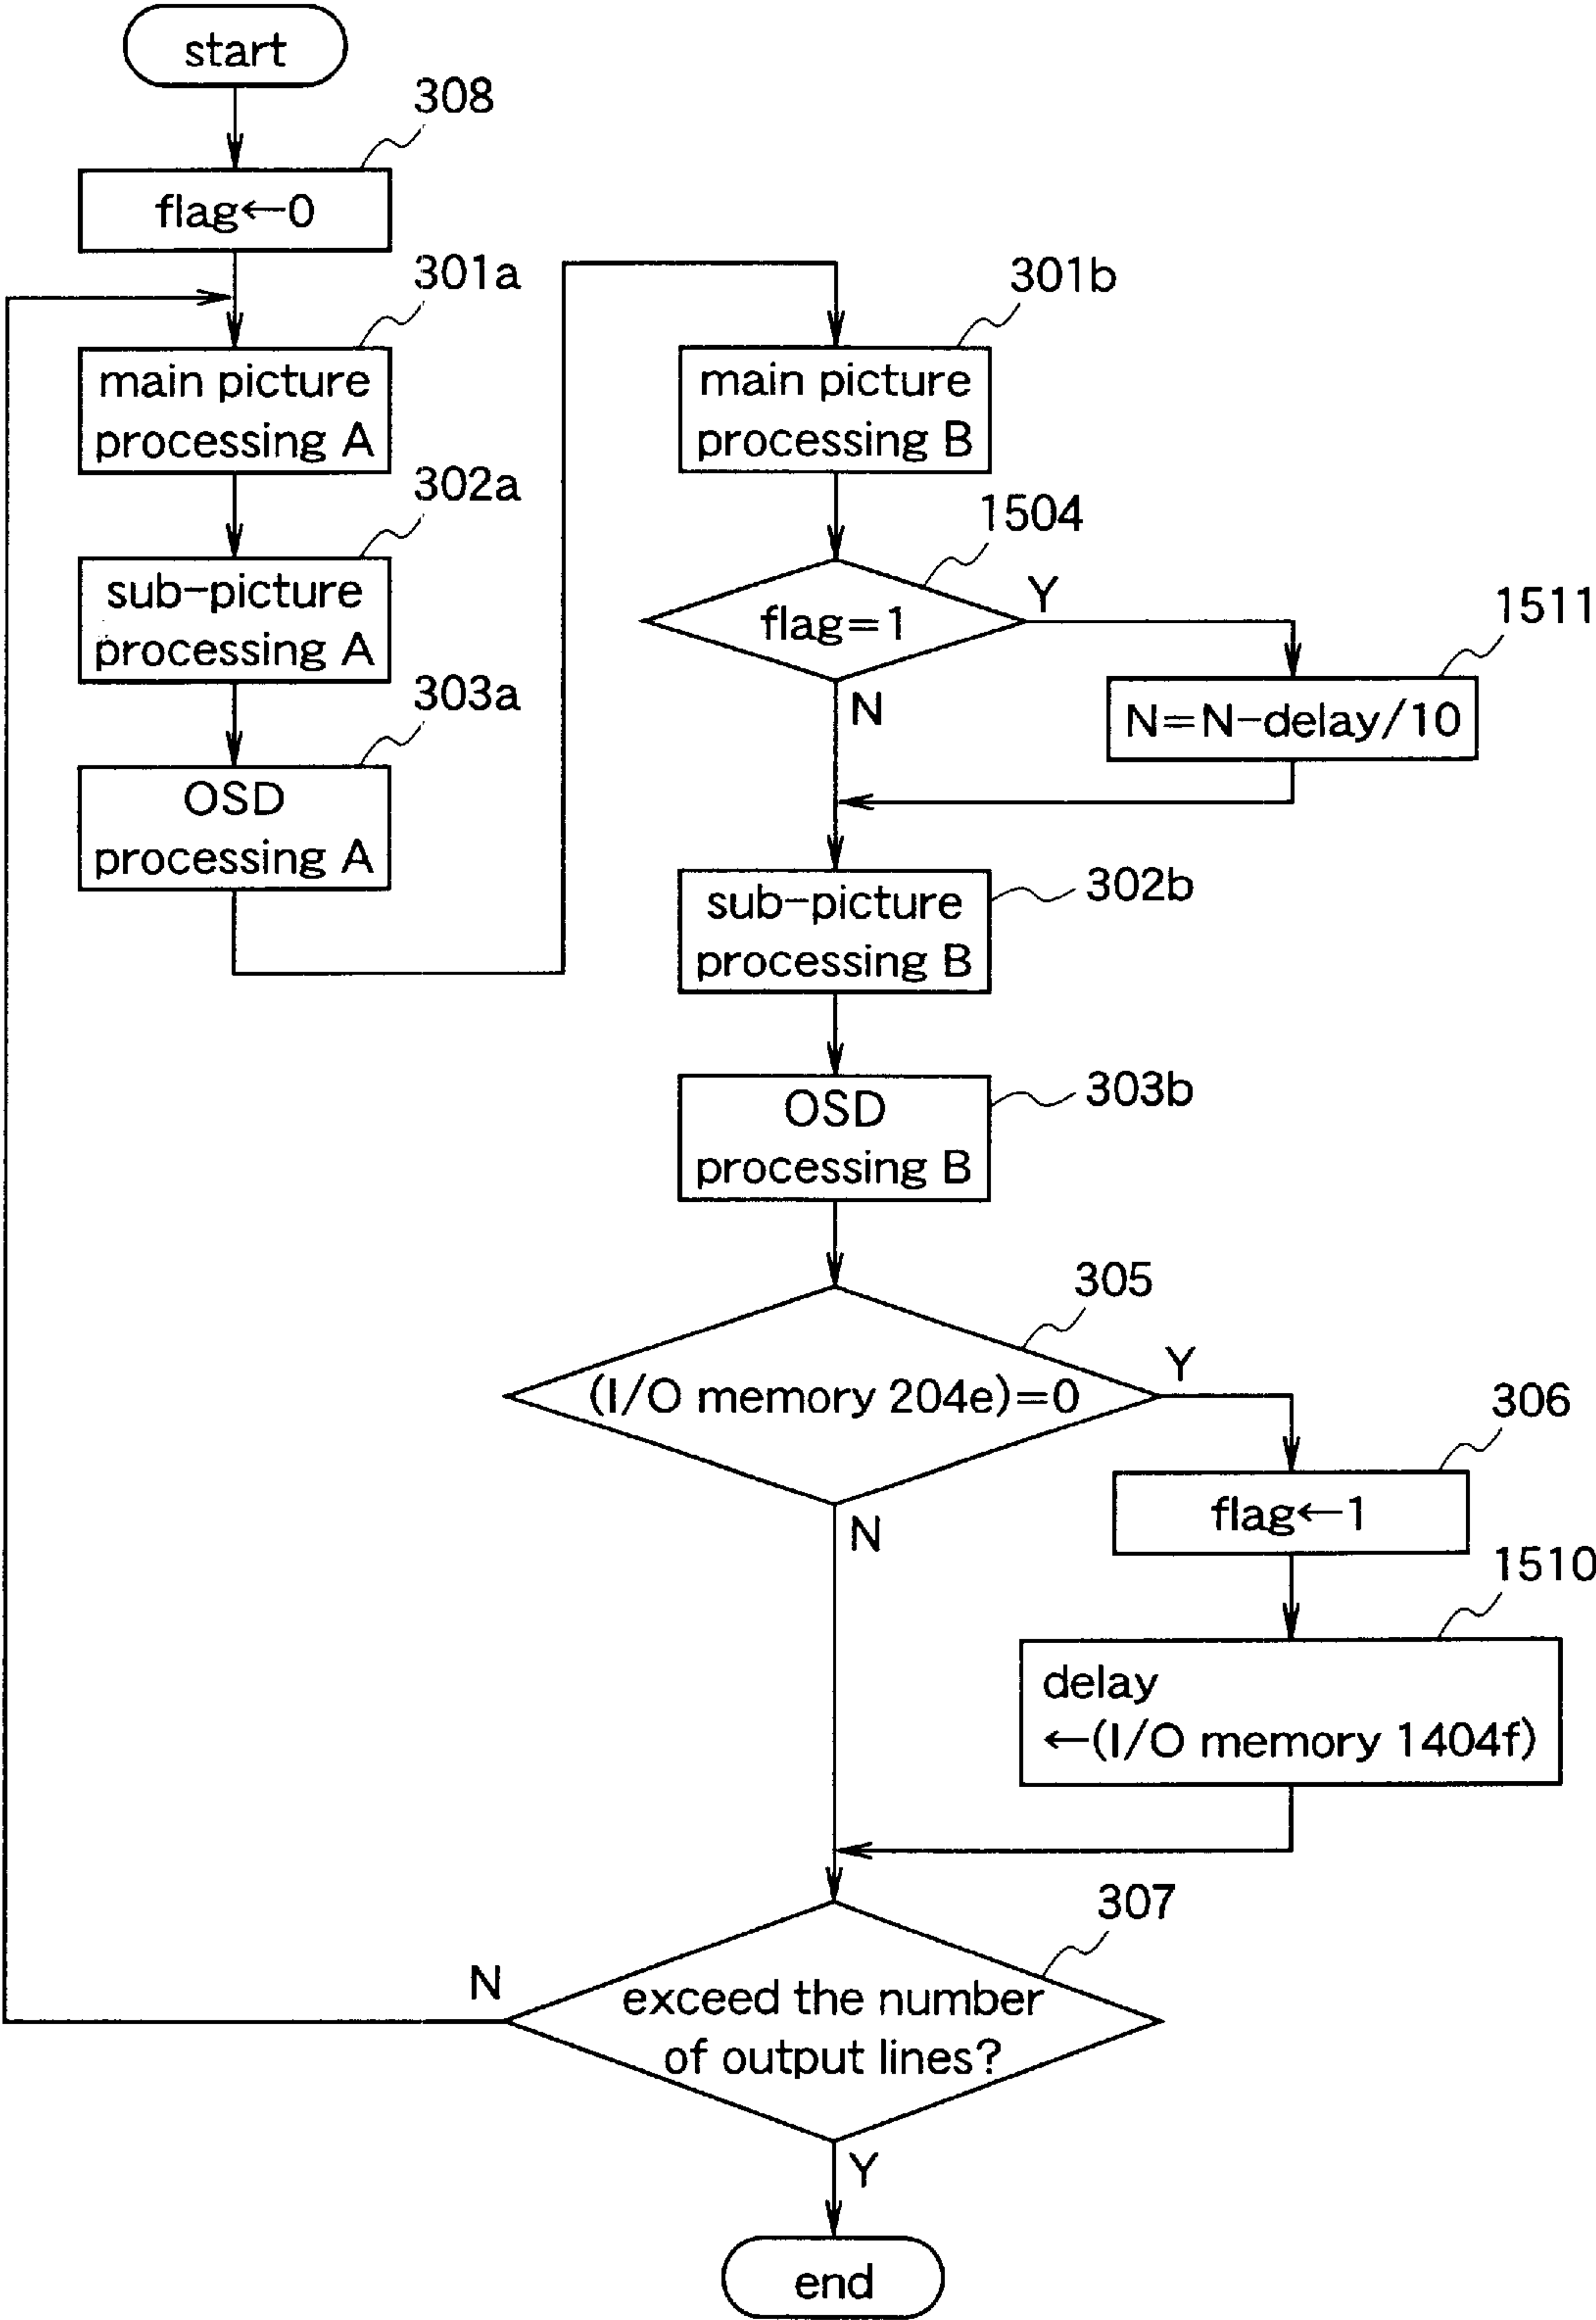 start
308
flag←0
301a
main picture
processing A
302a
sub-picture
processing A
303a
OSD
processing A
301b
main picture
processing B
1504
flag=1
Y
N
1511
N=N-delay/10
302b
sub-picture
processing B
303b
OSD
processing B
305
(I/O memory 204e)=0
Y
N
306
flag←1
1510
delay
←(I/O memory 1404f)
307
exceed the number
of output lines?
N
Y
end